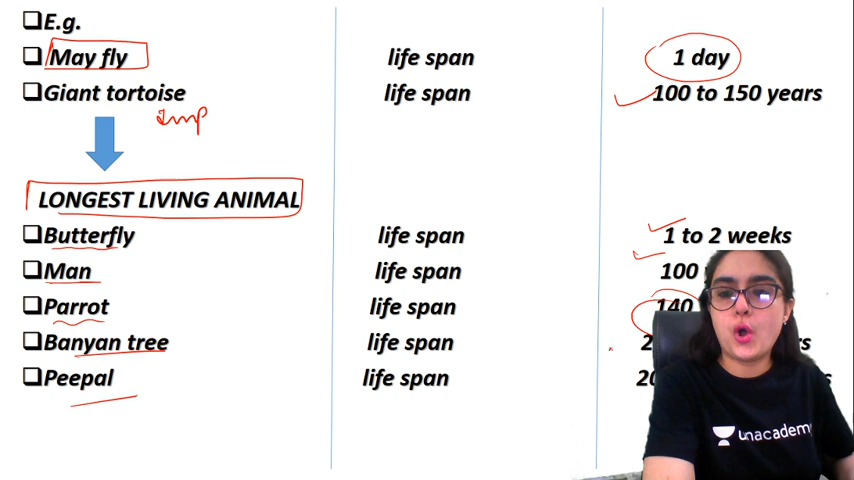 ❑E.g.
❑ May fly life span 1 day
❑Giant tortoise life span 100 to 150 years
Imp
LONGEST LIVING ANIMAL
❑Butterfly life span 1 to 2 weeks
❑Man life span 100
❑Parrot life span 140
❑Banyan tree life span
❑Peepal life span
unacademy